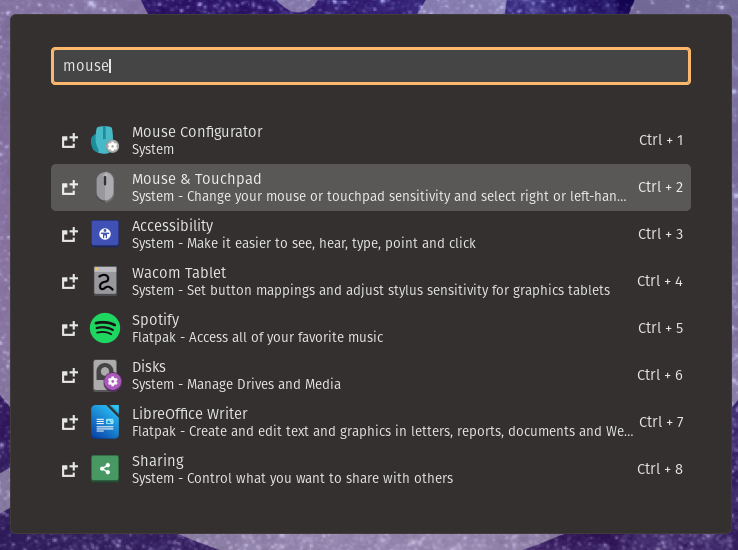 mouse
Mouse Configurator
System
Ctrl + 1
Mouse & Touchpad
System - Change your mouse or touchpad sensitivity and select right or left-han...
Ctrl + 2
Accessibility
System - Make it easier to see, hear, type, point and click
Ctrl + 3
Wacom Tablet
System - Set button mappings and adjust stylus sensitivity for graphics tablets
Ctrl + 4
Spotify
Flatpak - Access all of your favorite music
Ctrl + 5
Disks
System - Manage Drives and Media
Ctrl + 6
LibreOffice Writer
Flatpak - Create and edit text and graphics in letters, reports, documents and We...
Ctrl + 7
Sharing
System - Control what you want to share with others
Ctrl + 8